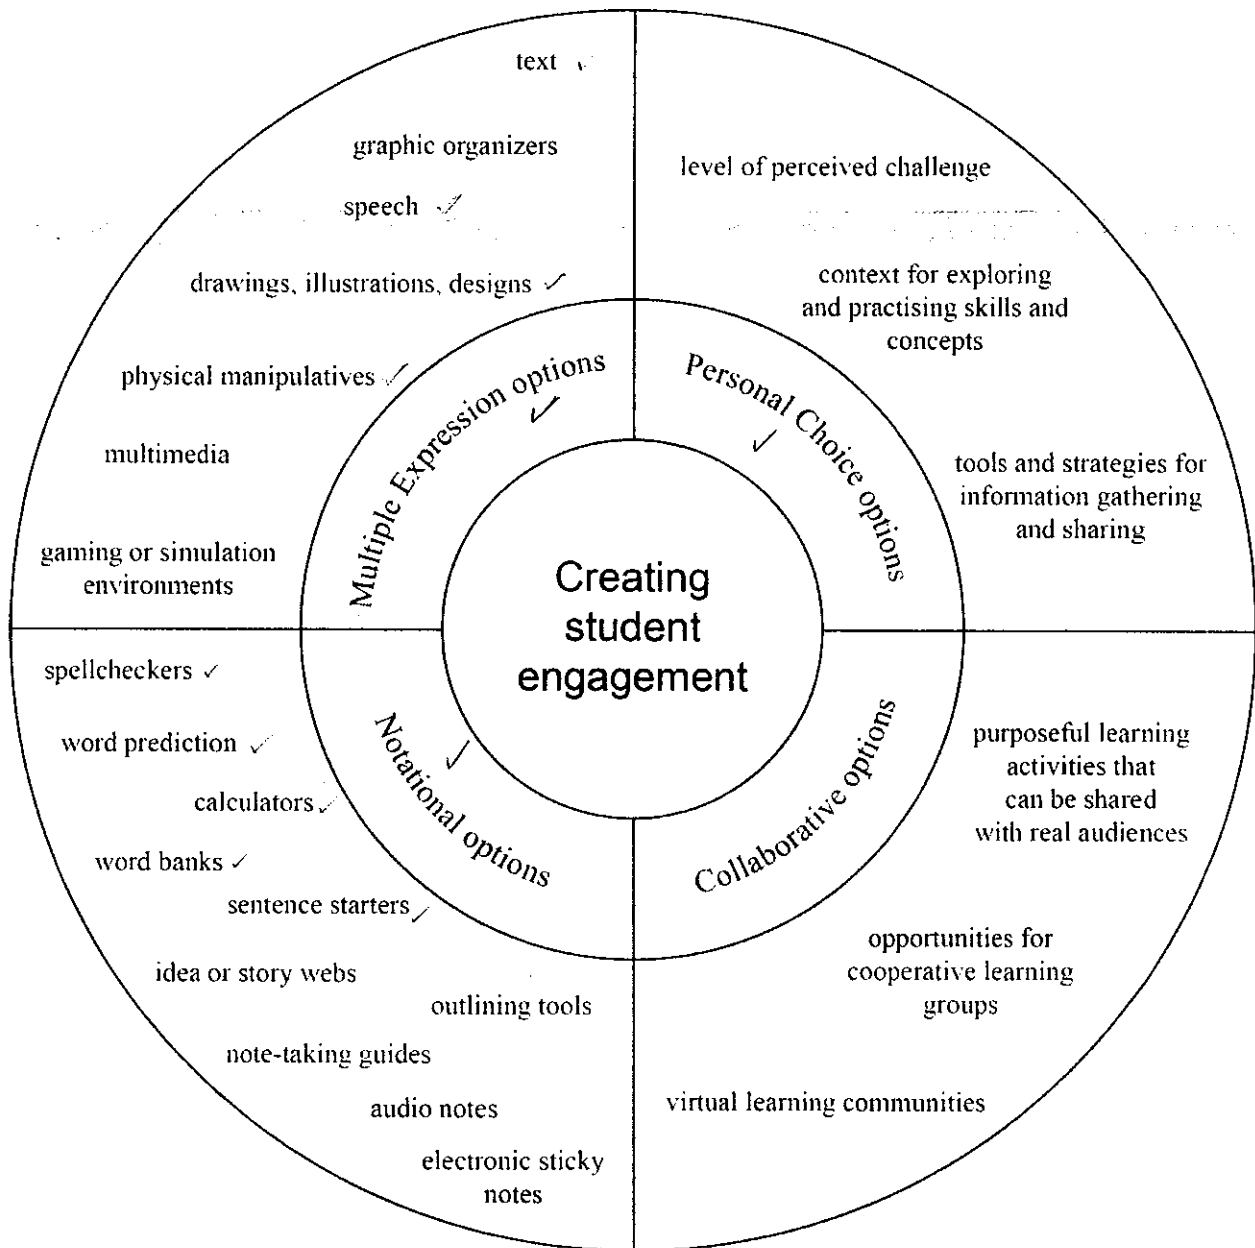 text
graphic organizers
speech
drawings, illustrations, designs
physical manipulatives
multimedia
gaming or simulation
environments
Multiple Expression options
level of perceived challenge
context for exploring
and practising skills and
concepts
tools and strategies for
information gathering
and sharing
Personal Choice options
Creating
student
engagement
spellcheckers
word prediction
calculators
word banks
sentence starters
idea or story webs
outlining tools
note-taking guides
audio notes
electronic sticky
notes
Notational options
purposeful learning
activities that
can be shared
with real audiences
opportunities for
cooperative learning
groups
virtual learning communities
Collaborative options